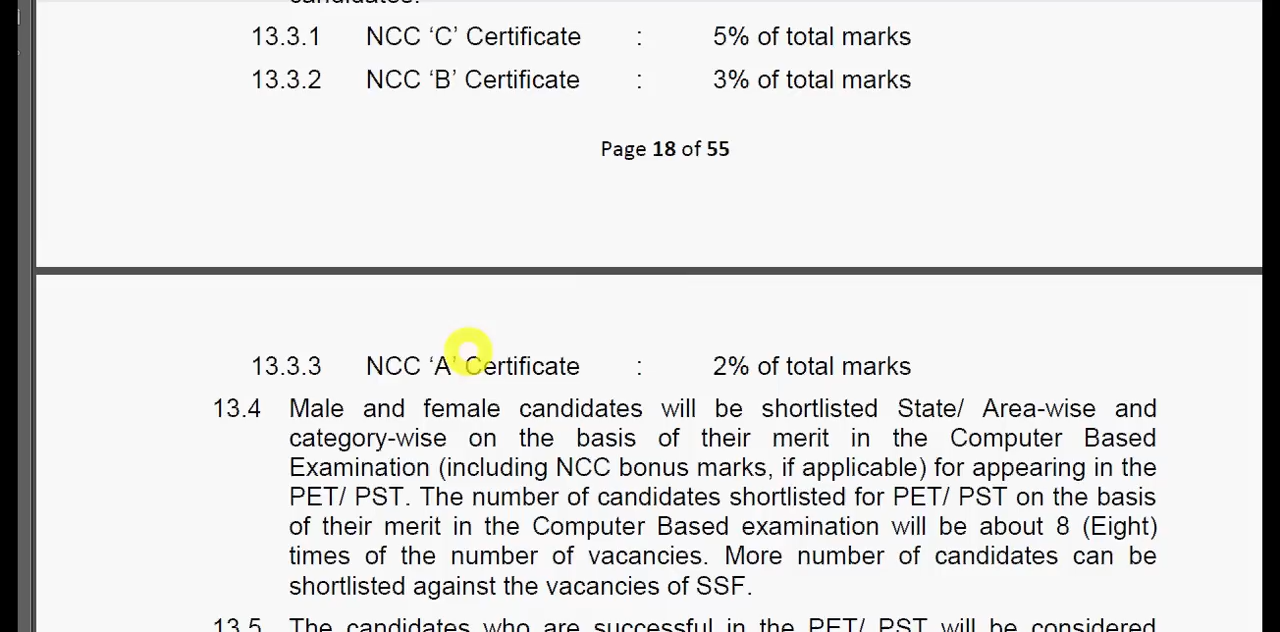 candidates.
13.3.1 NCC ‘C’ Certificate : 5% of total marks
13.3.2 NCC ‘B’ Certificate : 3% of total marks
Page 18 of 55
13.3.3 NCC ‘A’ Certificate : 2% of total marks
13.4 Male and female candidates will be shortlisted State/ Area-wise and
category-wise on the basis of their merit in the Computer Based
Examination (including NCC bonus marks, if applicable) for appearing in the
PET/ PST. The number of candidates shortlisted for PET/ PST on the basis
of their merit in the Computer Based examination will be about 8 (Eight)
times of the number of vacancies. More number of candidates can be
shortlisted against the vacancies of SSF.
13.5 The candidates who are successful in the PET/ PST will be considered